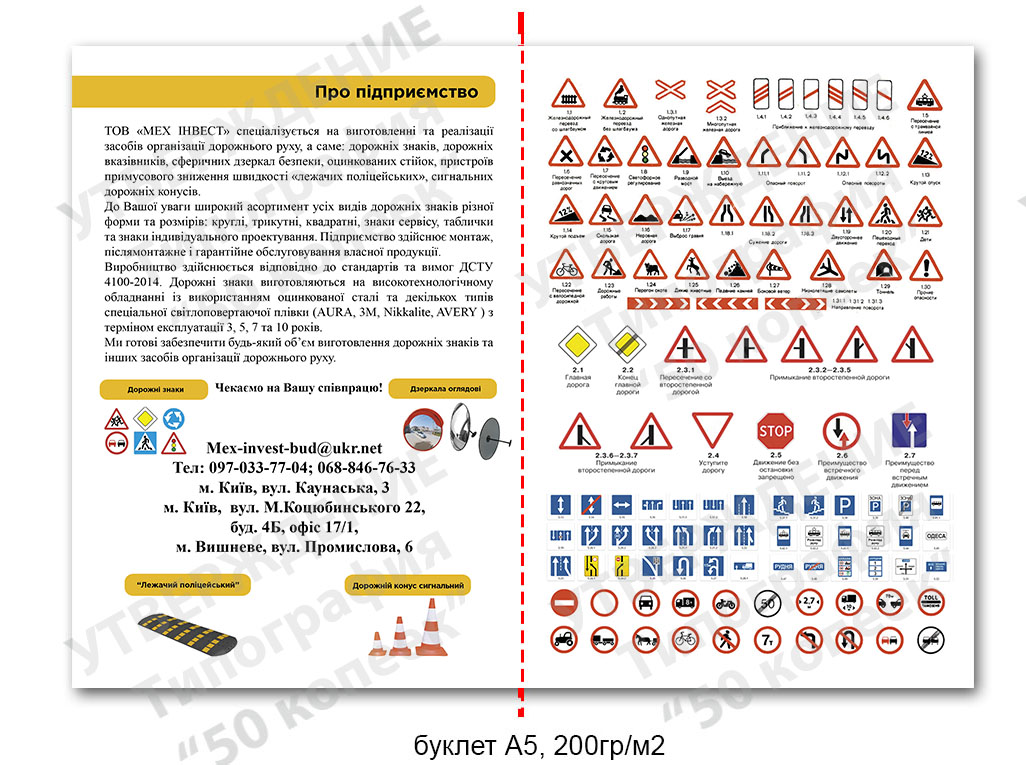 Про підприємство
ТОВ «МЕХ ІНВЕСТ» спеціалізується на виготовленні та реалізації
засобів організації дорожнього руху, а саме: дорожніх знаків, дорожніх
вказівників, сферичних дзеркал безпеки, оцинкованих стійок, пристроїв
примусового зниження швидкості «лежачих поліцейських», сигнальних
дорожніх конусів.
До Вашої уваги широкий асортимент усіх видів дорожніх знаків різної
форми та розмірів: круглі, трикутні, квадратні, знаки сервісу, таблички
та знаки індивідуального проектування. Підприємство здійснює монтаж,
післямонтажне і гарантійне обслуговування власної продукції.
Виробництво здійснюється відповідно до стандартів та вимог ДСТУ
4100-2014. Дорожні знаки виготовляються на високотехнологічному
обладнанні із використанням оцинкованої сталі та декількох типів
спеціальної світлоповертаючої плівки (AURA, 3M, Nikkalite, AVERY ) з
терміном експлуатації 3, 5, 7 та 10 років.
Ми готові забезпечити будь-який об’єм виготовлення дорожніх знаків та
інших засобів організації дорожнього руху.
Дорожні знаки
Чекаємо на Вашу співпрацю!
Дзеркала оглядові
Mex-invest-bud@ukr.net
Тел: 097-033-77-04; 068-846-76-33
м. Київ, вул. Каунаська, 3
м. Київ, вул. М.Коцюбинського 22,
буд. 4Б, офіс 17/1,
м. Вишневе, вул. Промислова, 6
“Лежачий поліцейський”
Дорожній конус сигнальний
1.1 1.2 1.3.1 1.3.2 1.4.1 1.4.2 1.4.3 1.4.4 1.4.5 1.4.6 1.5
Железнодорожный переезд со шлагбаумом
Железнодорожный переезд без шлагбаума
Однопутная железная дорога
Многопутная железная дорога
Приближение к железнодорожному переезду
Пересечение с трамвайной линией
1.6 1.7 1.8 1.9 1.10 1.11.1 1.11.2 1.12.1 1.12.2 1.13
Пересечение равнозначных дорог
Пересечение с круговым движением
Светофорное регулирование
Разводной мост
Выезд на набережную
Опасный поворот
Опасные повороты
Крутой спуск
1.14 1.15 1.16 1.17 1.18.1 1.18.2 1.18.3 1.19 1.20 1.21
Крутой подъем
Скользкая дорога
Неровная дорога
Выброс гравия
Сужение дороги
Двустороннее движение
Пешеходный переход
Дети
1.22 1.23 1.24 1.25 1.26 1.27 1.28 1.29 1.30
Пересечение с велосипедной дорожкой
Дорожные работы
Перегон скота
Дикие животные
Падение камней
Боковой ветер
Низколетящие самолеты
Тоннель
Прочие опасности
1.31.1 1.31.2 1.31.3
Направление поворота
2.1 2.2 2.3.1 2.3.2–2.3.5
Главная дорога
Конец главной дороги
Пересечение со второстепенной дорогой
Примыкание второстепенной дороги
STOP
2.3.6–2.3.7 2.4 2.5 2.6 2.7
Примыкание второстепенной дороги
Уступите дорогу
Движение без остановки запрещено
Преимущество встречного движения
Преимущество перед встречным движением
P
ЗОНА
ОДЕСА
РУДНЯ
50
2,7
TOLL
7т
буклет А5, 200гр/м2
УТВЕРЖДЕНИЕ
Типография
“50 копеек”